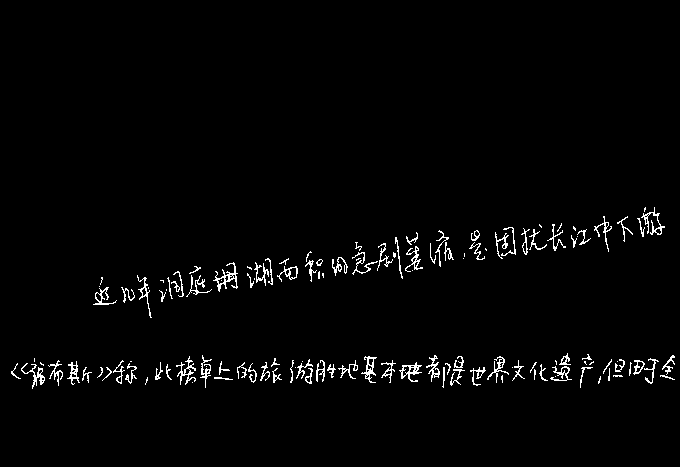 近几年洞庭湖湖面积的急剧萎缩,是困扰长江中下游
《福布斯》称,此榜单上的旅游胜地基本地都是世界文化遗产,但由于全